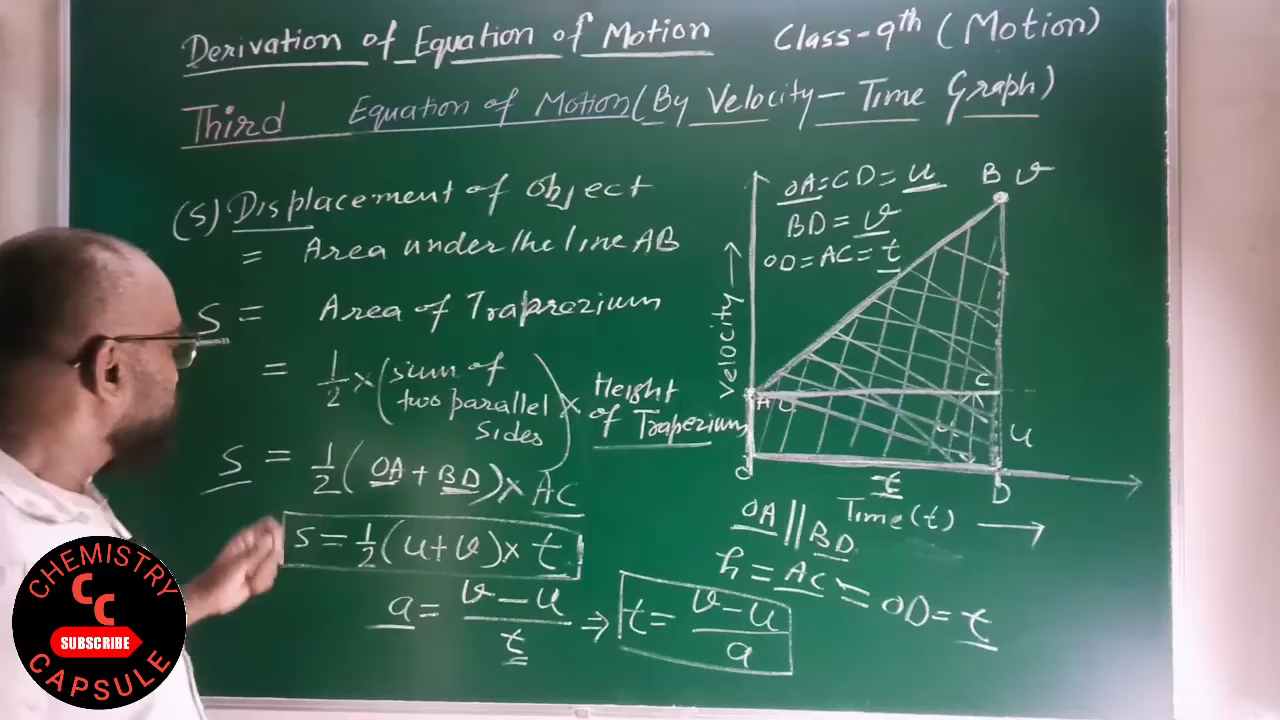 Derivation of Equation of Motion Class-9th (Motion)
Third Equation of Motion (By Velocity-Time Graph)
(s) Displacement of object
= Area under the line AB
s = Area of Traprezium
= 1/2 × (sum of two parallel sides) × Height of Traperzium
s = 1/2 (OA + BD) × AC
s = 1/2 (u+v) × t
a = v-u/t ⇒ t = v-u/a
OA = CD = u
BD = v
OD = AC = t
B v
Velocity →
A u
C
u
O
t
D
Time (t) →
OA || BD
h = AC = OD = t
CHEMISTRY
CC
SUBSCRIBE
CAPSULE